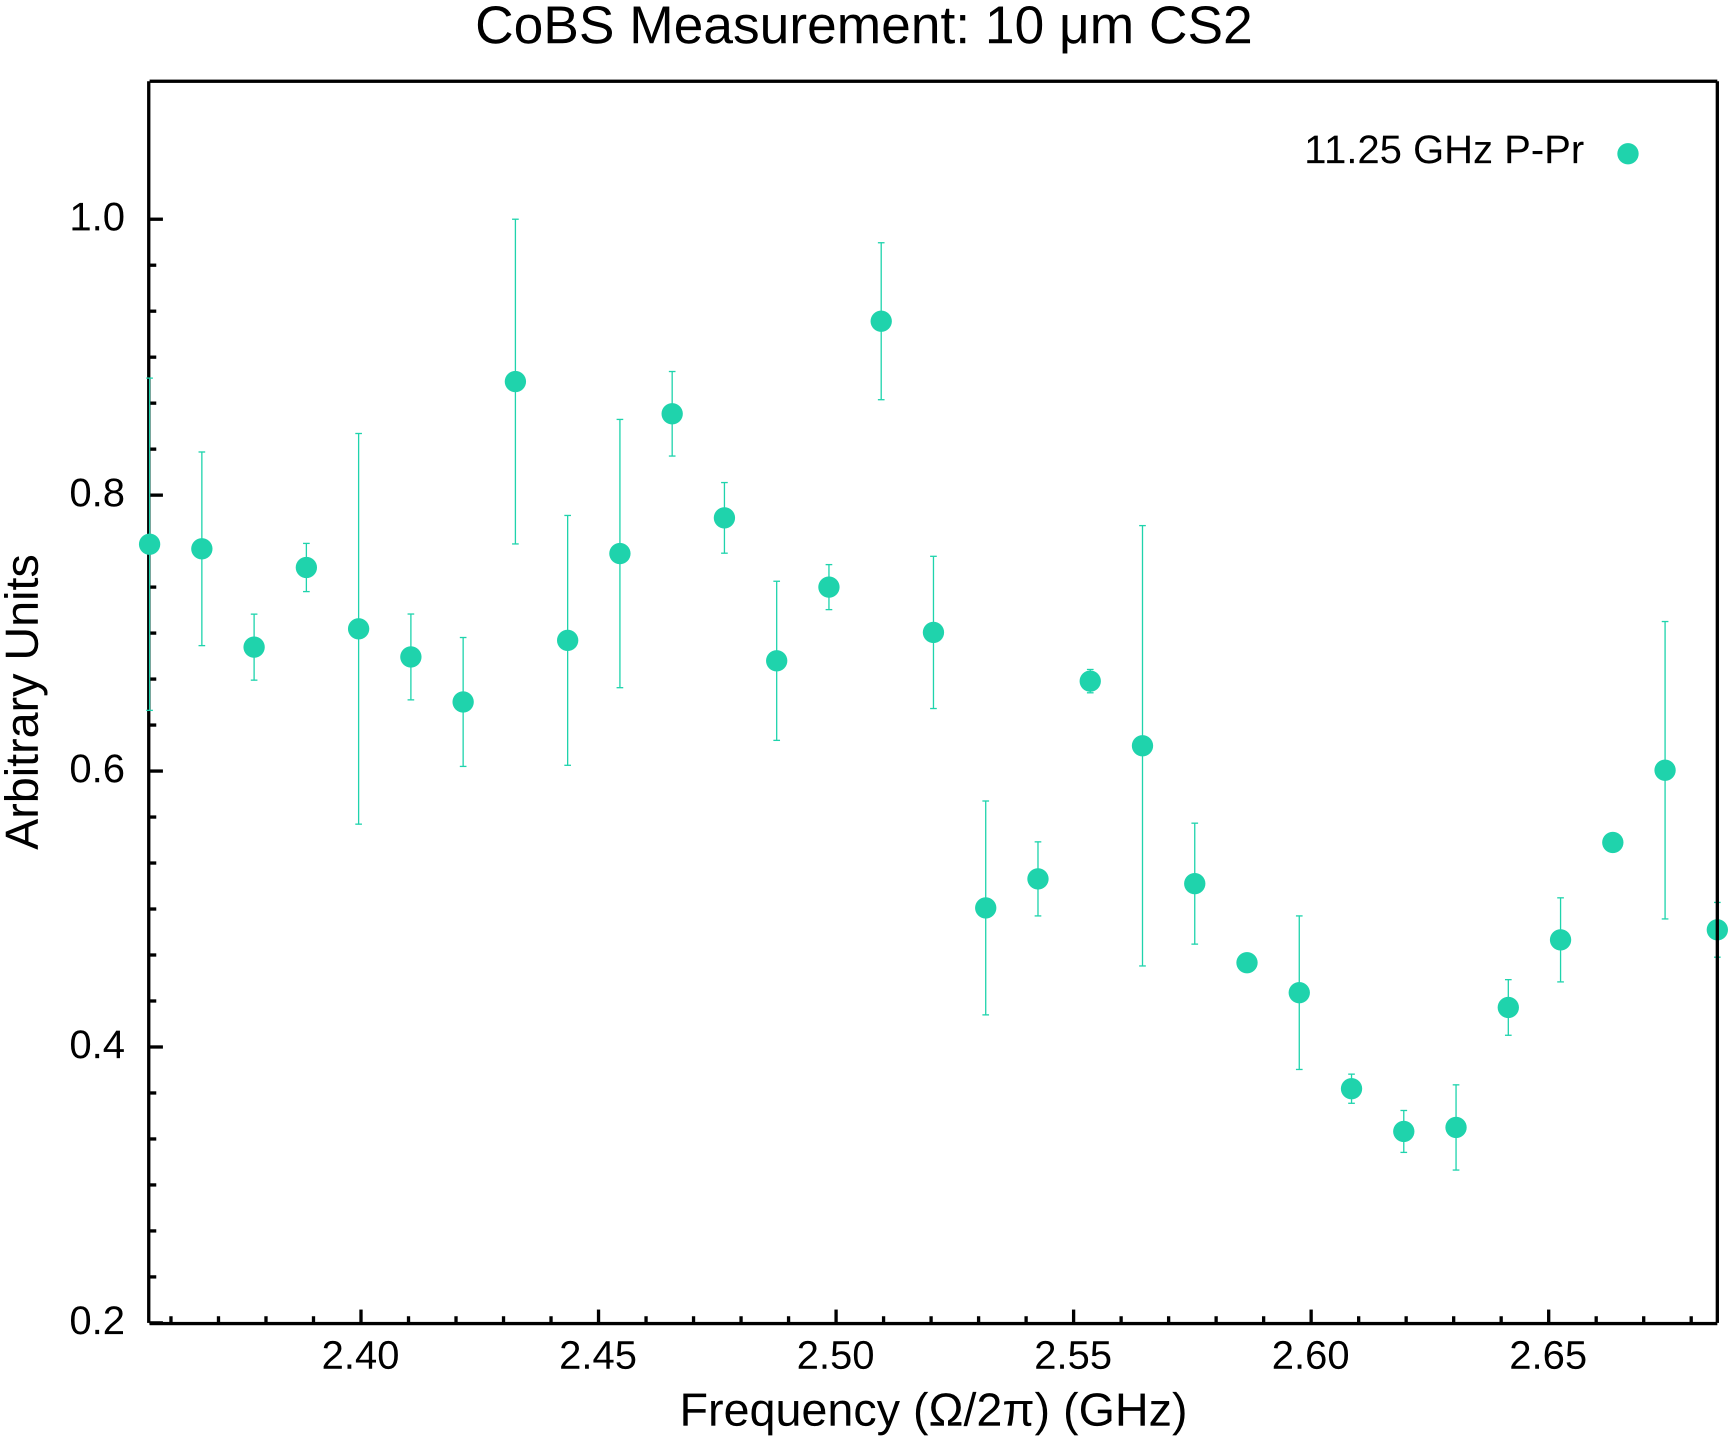 CoBS Measurement: 10 μm CS2
11.25 GHz P-Pr
1.0
0.8
0.6
0.4
0.2
Arbitrary Units
2.40 2.45 2.50 2.55 2.60 2.65
Frequency (Ω/2π) (GHz)